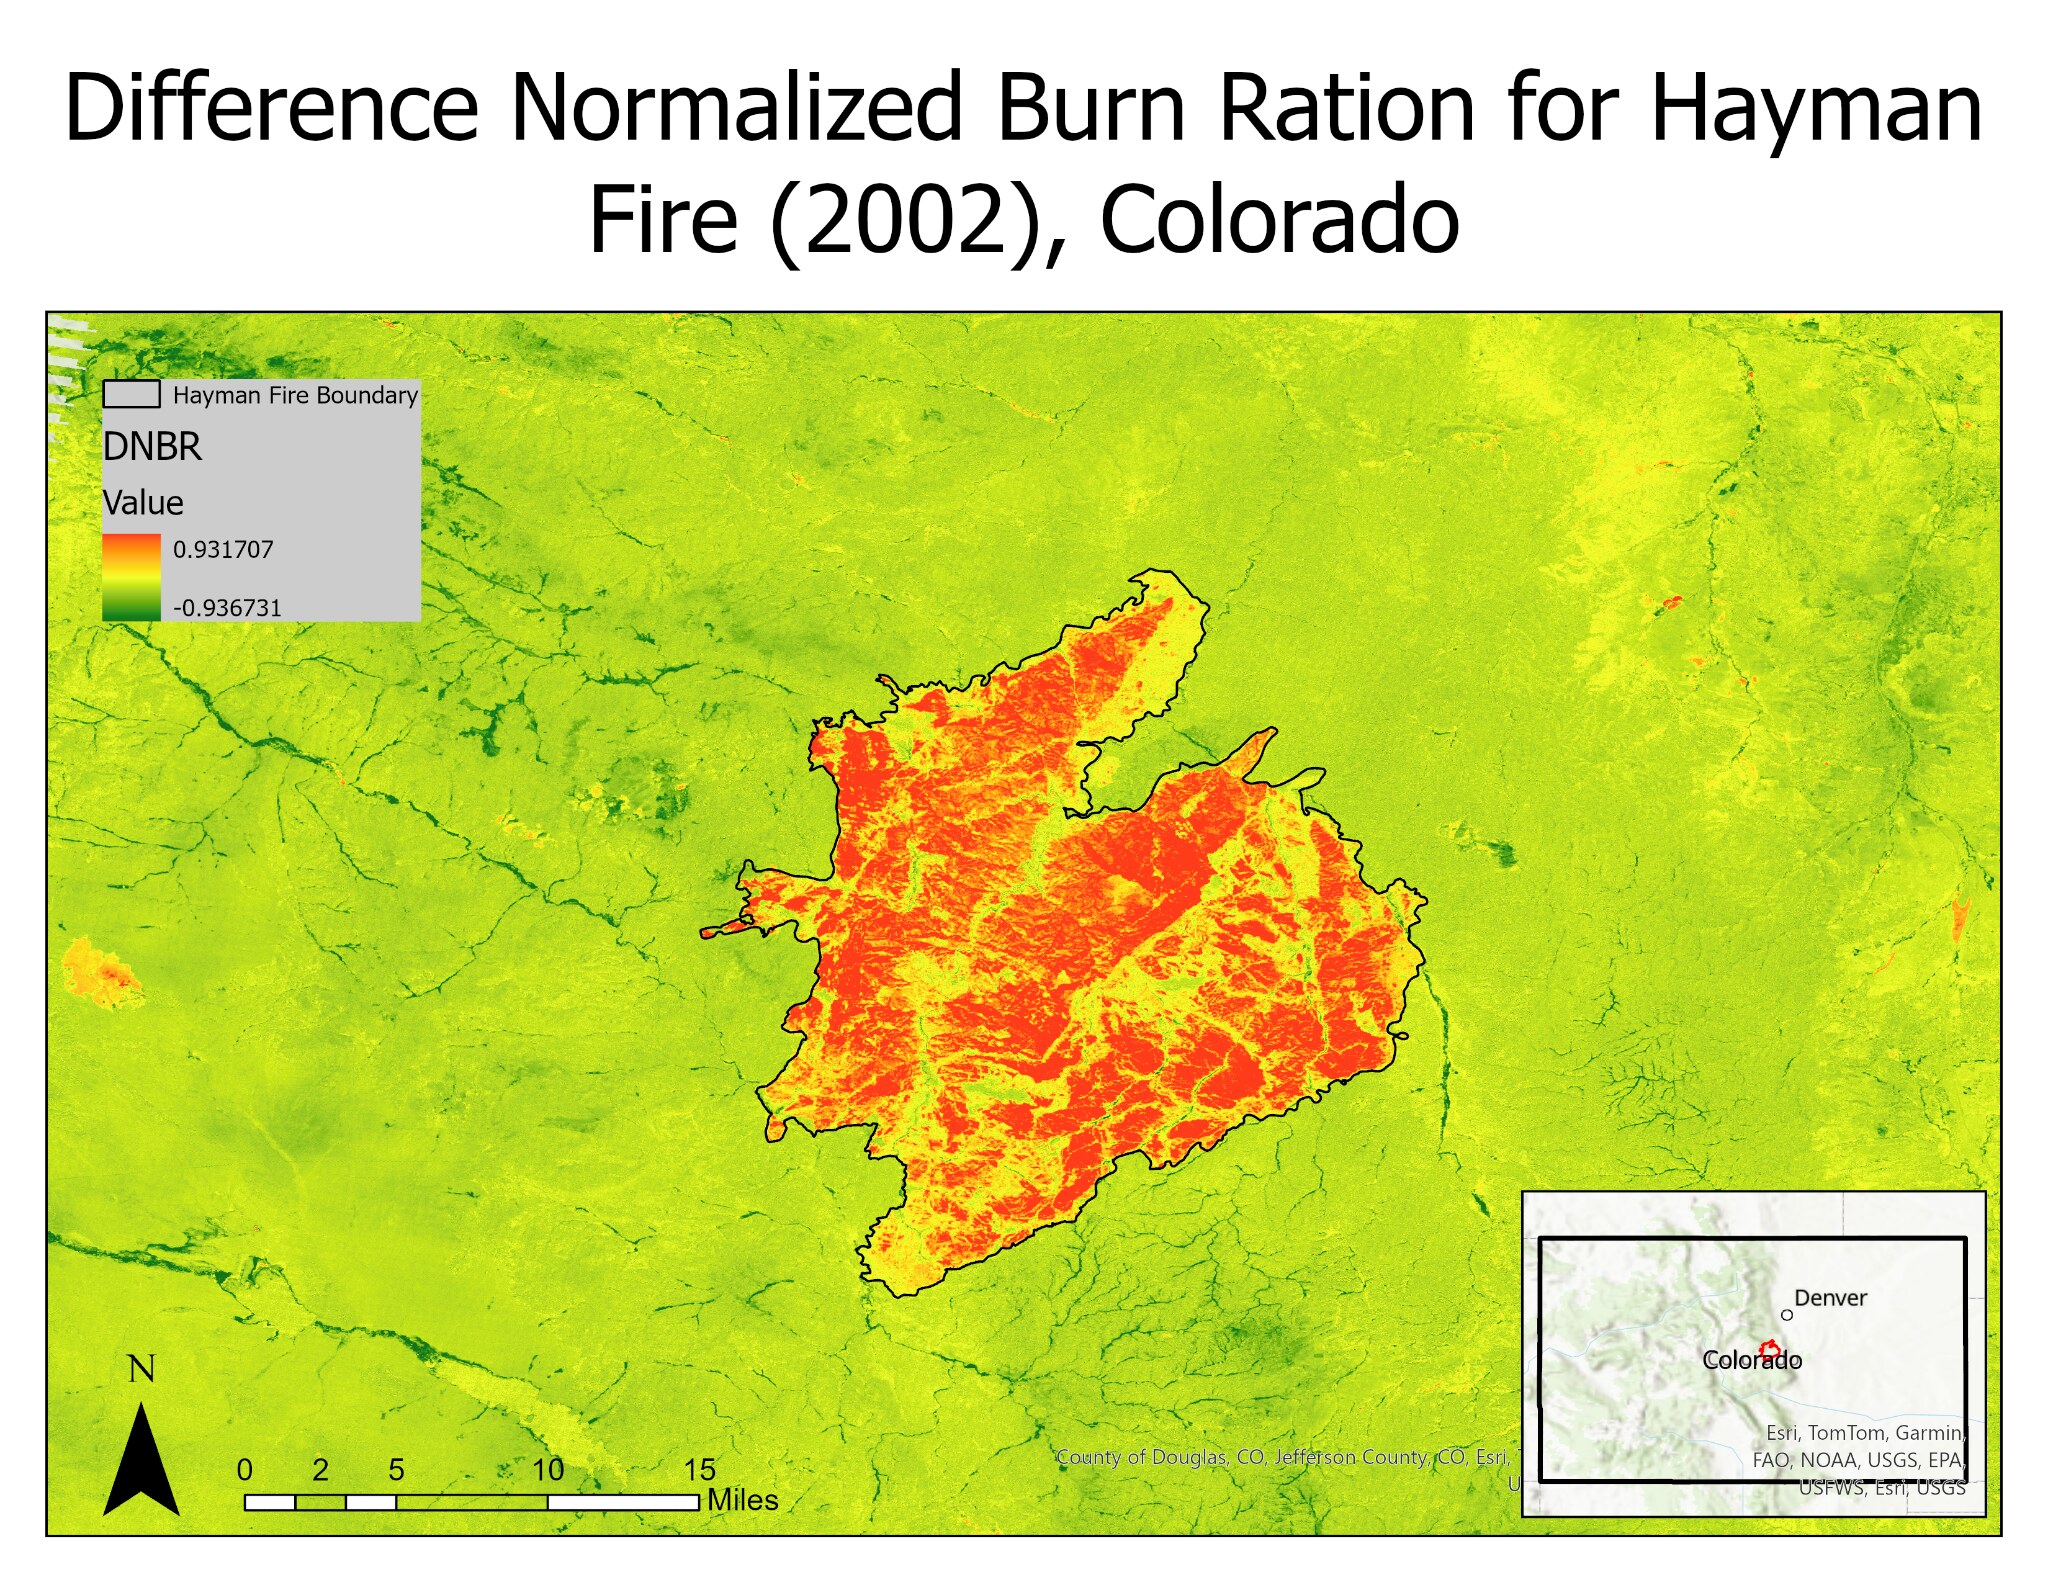 Difference Normalized Burn Ration for Hayman
Fire (2002), Colorado
Hayman Fire Boundary
DNBR
Value
0.931707
-0.936731
Denver
Colorado
Esri, TomTom, Garmin,
FAO, NOAA, USGS, EPA,
USFWS, Esri, USGS
N
0 2 5 10 15
Miles
County of Douglas, CO, Jefferson County, CO, Esri,